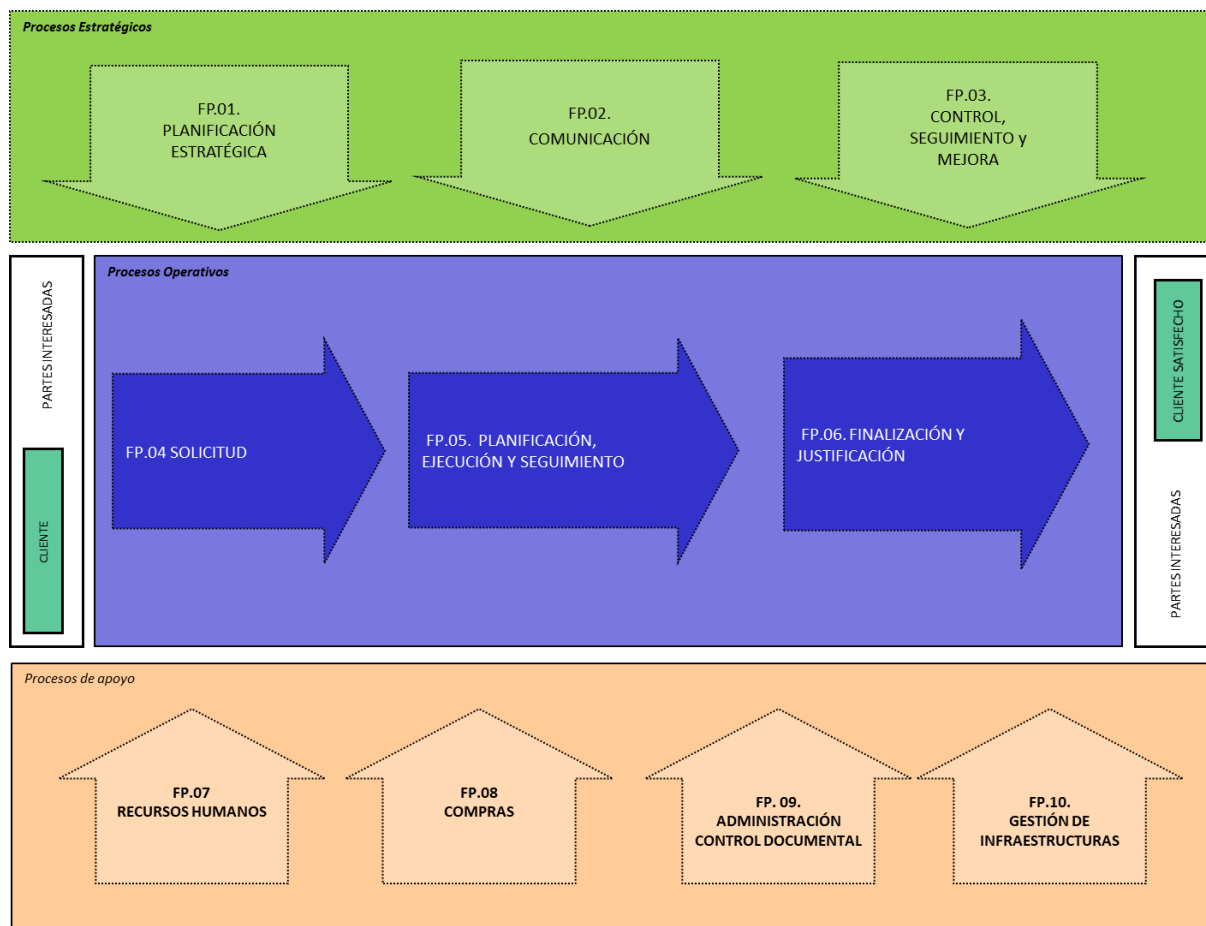 Procesos Estratégicos
FP.01.
PLANIFICACIÓN
ESTRATÉGICA
FP.02.
COMUNICACIÓN
FP.03.
CONTROL,
SEGUIMIENTO y
MEJORA
PARTES INTERESADAS
CLIENTE
Procesos Operativos
FP.04 SOLICITUD
FP.05. PLANIFICACIÓN,
EJECUCIÓN Y SEGUIMIENTO
FP.06. FINALIZACIÓN Y
JUSTIFICACIÓN
CLIENTE SATISFECHO
PARTES INTERESADAS
Procesos de apoyo
FP.07
RECURSOS HUMANOS
FP.08
COMPRAS
FP. 09.
ADMINISTRACIÓN
CONTROL DOCUMENTAL
FP.10.
GESTIÓN DE
INFRAESTRUCTURAS